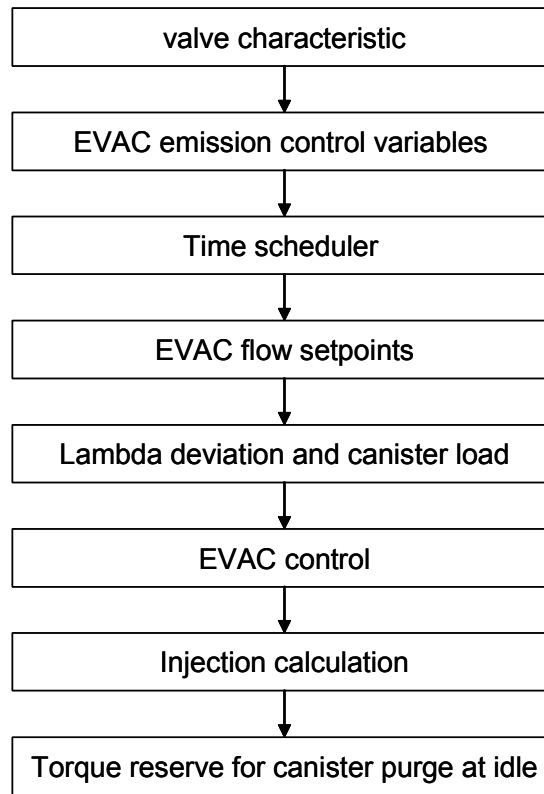 valve characteristic
EVAC emission control variables
Time scheduler
EVAC flow setpoints
Lambda deviation and canister load
EVAC control
Injection calculation
Torque reserve for canister purge at idle